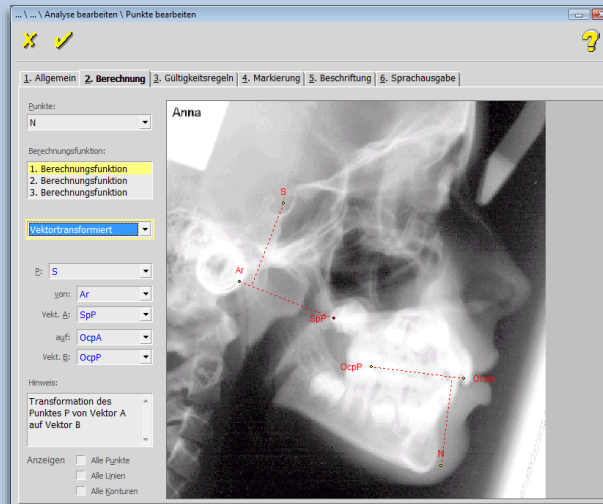 ... \ ... \ Analyse bearbeiten \ Punkte bearbeiten
1. Allgemein 2. Berechnung 3. Gültigkeitsregeln 4. Markierung 5. Beschriftung 6. Sprachausgabe
Punkte:
N
Berechnungsfunktion:
1. Berechnungsfunktion
2. Berechnungsfunktion
3. Berechnungsfunktion
Vektortransformiert
P: S
von: Ar
Vekt. A: SpP
auf: OcpA
Vekt. B: OcpP
Hinweis:
Transformation des
Punktes P von Vektor A
auf Vektor B
Anzeigen Alle Punkte
Alle Linien
Alle Konturen
Anna
S
Ar
SpP
OcpP
OcpA
N